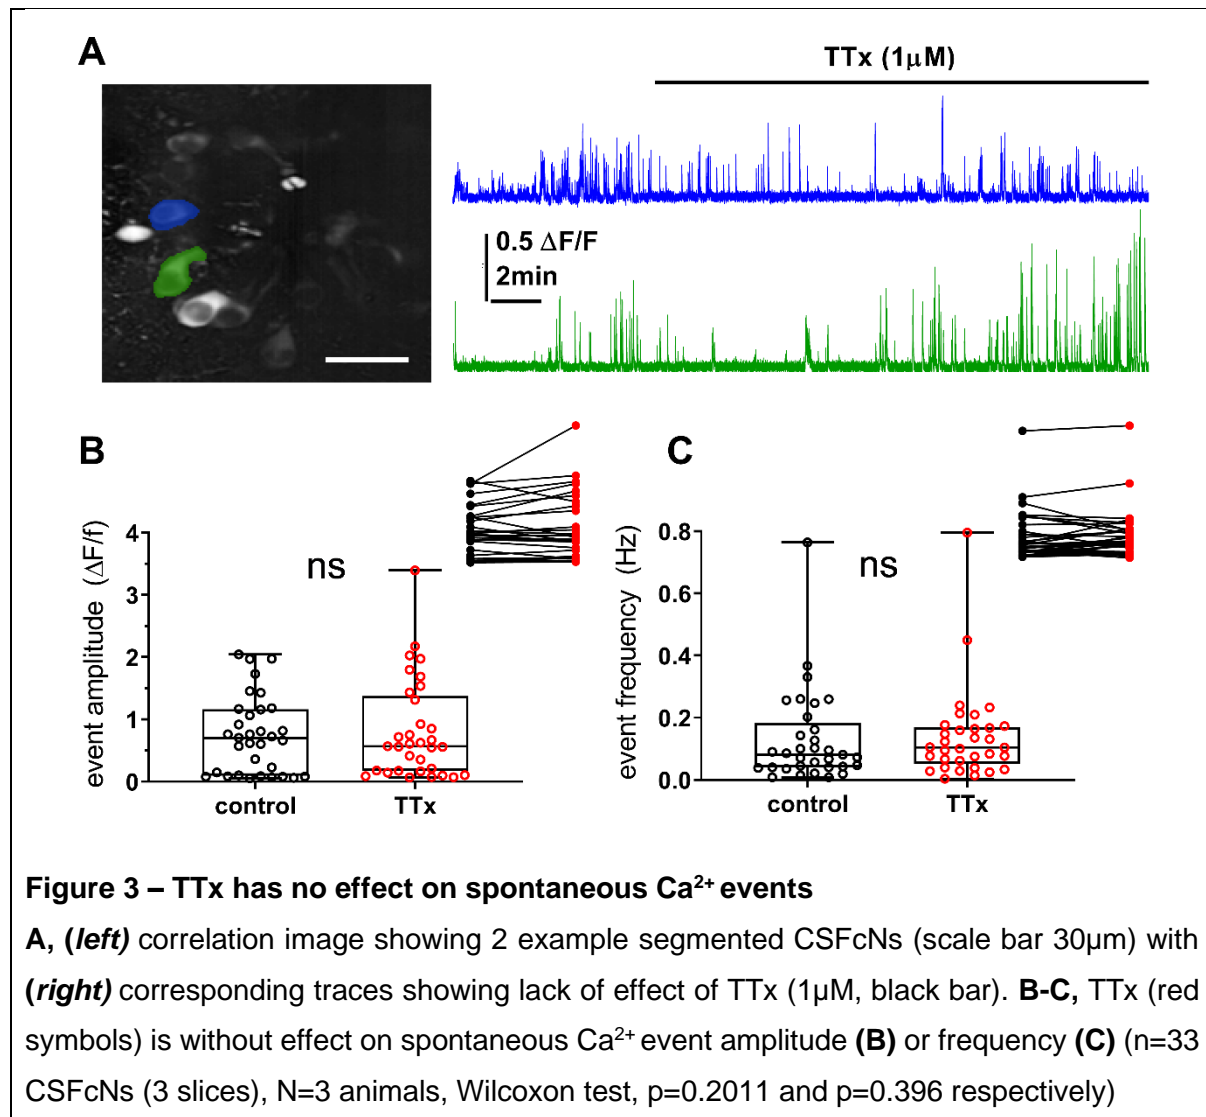 A
TTx (1µM)
0.5 ΔF/F
2min
B
C
event amplitude (ΔF/f)
4
3
2
1
0
ns
control
TTx
event frequency (Hz)
0.8
0.6
0.4
0.2
0.0
ns
control
TTx
Figure 3 – TTx has no effect on spontaneous Ca²⁺ events
A, (left) correlation image showing 2 example segmented CSFcNs (scale bar 30µm) with
(right) corresponding traces showing lack of effect of TTx (1µM, black bar). B-C, TTx (red
symbols) is without effect on spontaneous Ca²⁺ event amplitude (B) or frequency (C) (n=33
CSFcNs (3 slices), N=3 animals, Wilcoxon test, p=0.2011 and p=0.396 respectively)